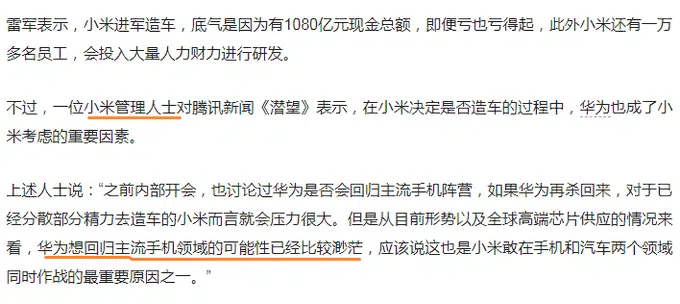 雷军表示，小米进军造车，底气是因为有1080亿元现金总额，即便亏也亏得起，此外小米还有一万
多名员工，会投入大量人力财力进行研发。
不过，一位小米管理人士对腾讯新闻《潜望》表示，在小米决定是否造车的过程中，华为也成了小
米考虑的重要因素。
上述人士说：“之前内部开会，也讨论过华为是否会回归主流手机阵营，如果华为再杀回来，对于已
经分散部分精力去造车的小米而言就会压力很大。但是从目前形势以及全球高端芯片供应的情况来
看，华为想回归主流手机领域的可能性已经比较渺茫，应该说这也是小米敢在手机和汽车两个领域
同时作战的最重要原因之一。”